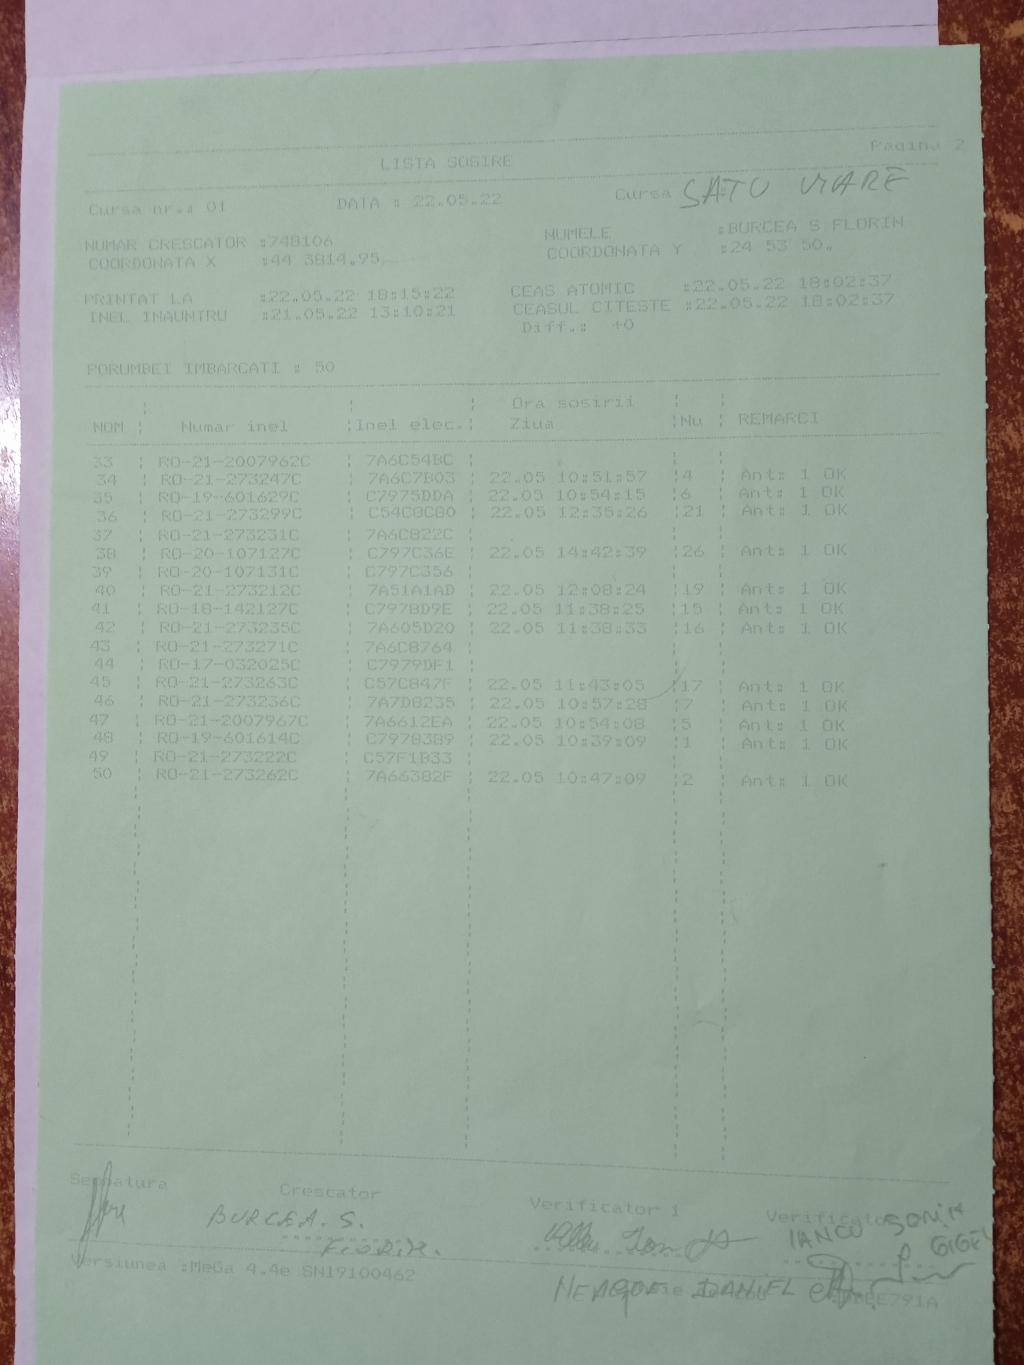 Pagina 2
LISTA SOSIRE
Cursa nr.: 01 DATA : 22.05.22 Cursa SATU MARE
NUMAR CRESCATOR :748106 NUMELE :BURCEA S FLORIN
COORDONATA X :44 3814.95 COORDONATA Y :24 53 50.
PRINTAT LA :22.05.22 18:15:22 CEAS ATOMIC :22.05.22 18:02:37
INEL INAUNTRU :21.05.22 13:10:21 CEASUL CITESTE :22.05.22 18:02:37
Diff.: +0
PORUMBEI IMBARCATI : 50
Ora sosirii
NOM Numar inel Inel elec. Ziua Nu REMARCI
33 RO-21-2007962C 7A6C54BC
34 RO-21-273247C 7A6C7B03 22.05 10:51:57 4 Ant: 1 OK
35 RO-19-601629C C7975DDA 22.05 10:54:15 6 Ant: 1 OK
36 RO-21-273299C C54C8C80 22.05 12:35:26 21 Ant: 1 OK
37 RO-21-273231C 7A6C822C
38 RO-20-107127C C797C36E 22.05 14:42:39 26 Ant: 1 OK
39 RO-20-107131C C797C356
40 RO-21-273212C 7A51A1AD 22.05 12:08:24 19 Ant: 1 OK
41 RO-18-142127C C797BD9E 22.05 11:38:25 15 Ant: 1 OK
42 RO-21-273235C 7A605D20 22.05 11:38:33 16 Ant: 1 OK
43 RO-21-273271C 7A6C8764
44 RO-17-032025C C7979DF1
45 RO-21-273263C C57C847F 22.05 11:43:05 17 Ant: 1 OK
46 RO-21-273236C 7A7D8235 22.05 10:57:28 7 Ant: 1 OK
47 RO-21-2007967C 7A6612EA 22.05 10:54:08 5 Ant: 1 OK
48 RO-19-601614C C7978389 22.05 10:39:09 1 Ant: 1 OK
49 RO-21-273222C C57F1B33
50 RO-21-273262C 7A66382F 22.05 10:47:09 2 Ant: 1 OK
Semnatura Crescator Verificator 1 Verificator
BURCEA. S. IANCU SORIN
FLORIN. GIGEL
Versiunea :MeGa 4.4e SN19100462
NEAGOE DANIEL